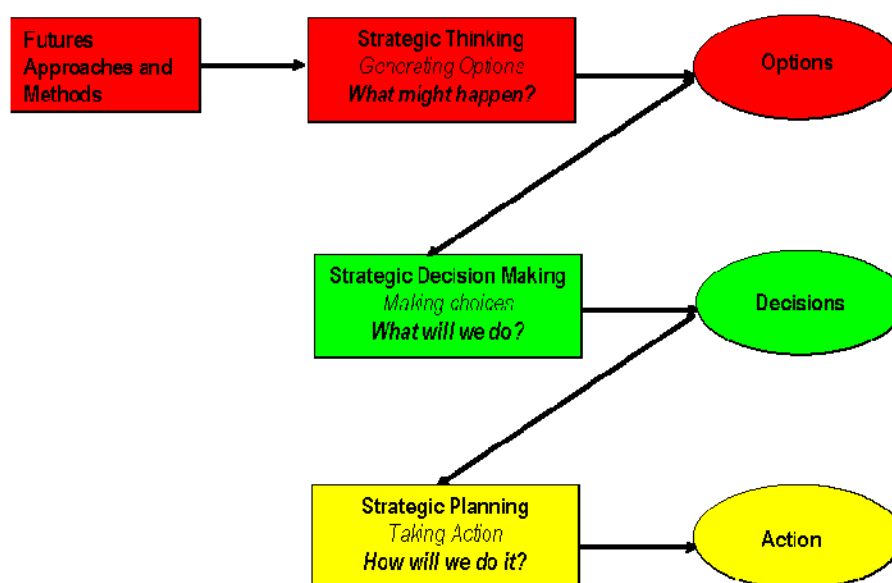 Futures
Approaches and
Methods
Strategic Thinking
Generating Options
What might happen?
Options
Strategic Decision Making
Making choices
What will we do?
Decisions
Strategic Planning
Taking Action
How will we do it?
Action